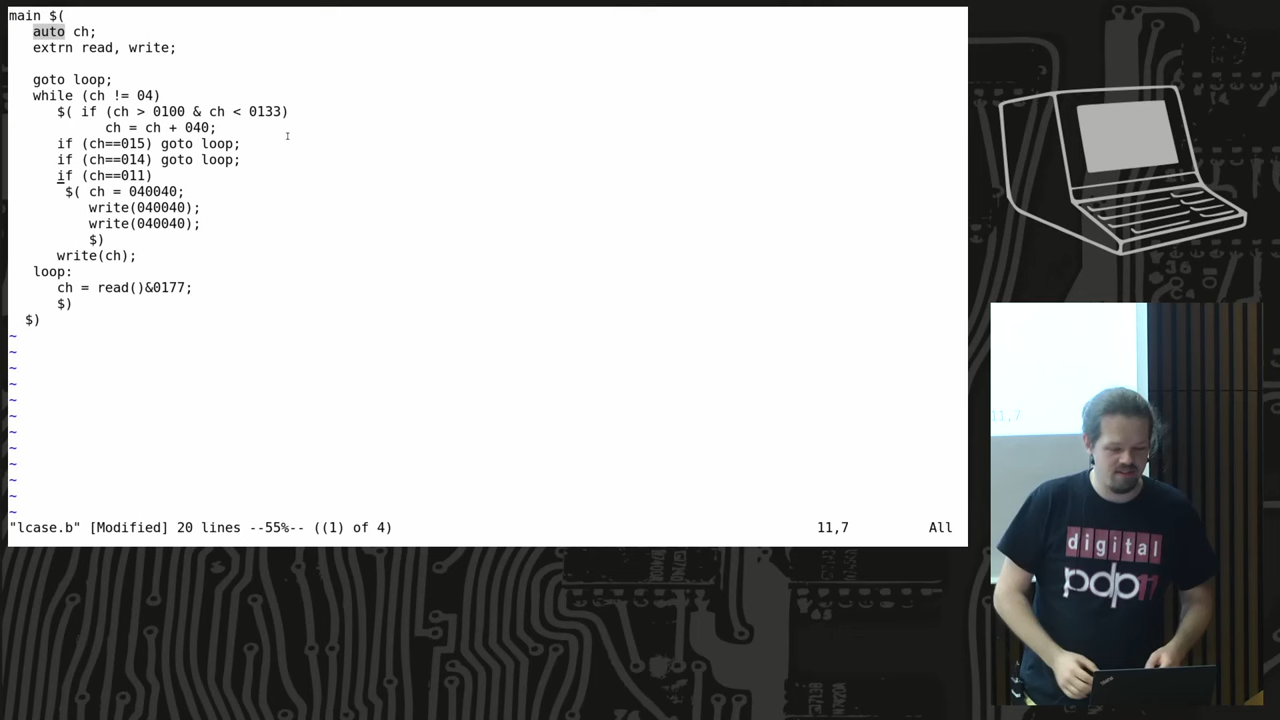 main $(
   auto ch;
   extrn read, write;
   goto loop;
   while (ch != 04)
      $( if (ch > 0100 & ch < 0133)
            ch = ch + 040;
      if (ch==015) goto loop;
      if (ch==014) goto loop;
      if (ch==011)
       $( ch = 040040;
          write(040040);
          write(040040);
          $)
      write(ch);
   loop:
      ch = read()&0177;
      $)
  $)
~
~
~
~
~
~
~
~
~
~
~
~
"lcase.b" [Modified] 20 lines --55%-- ((1) of 4) 11,7 All
11,7
digital
pdp11